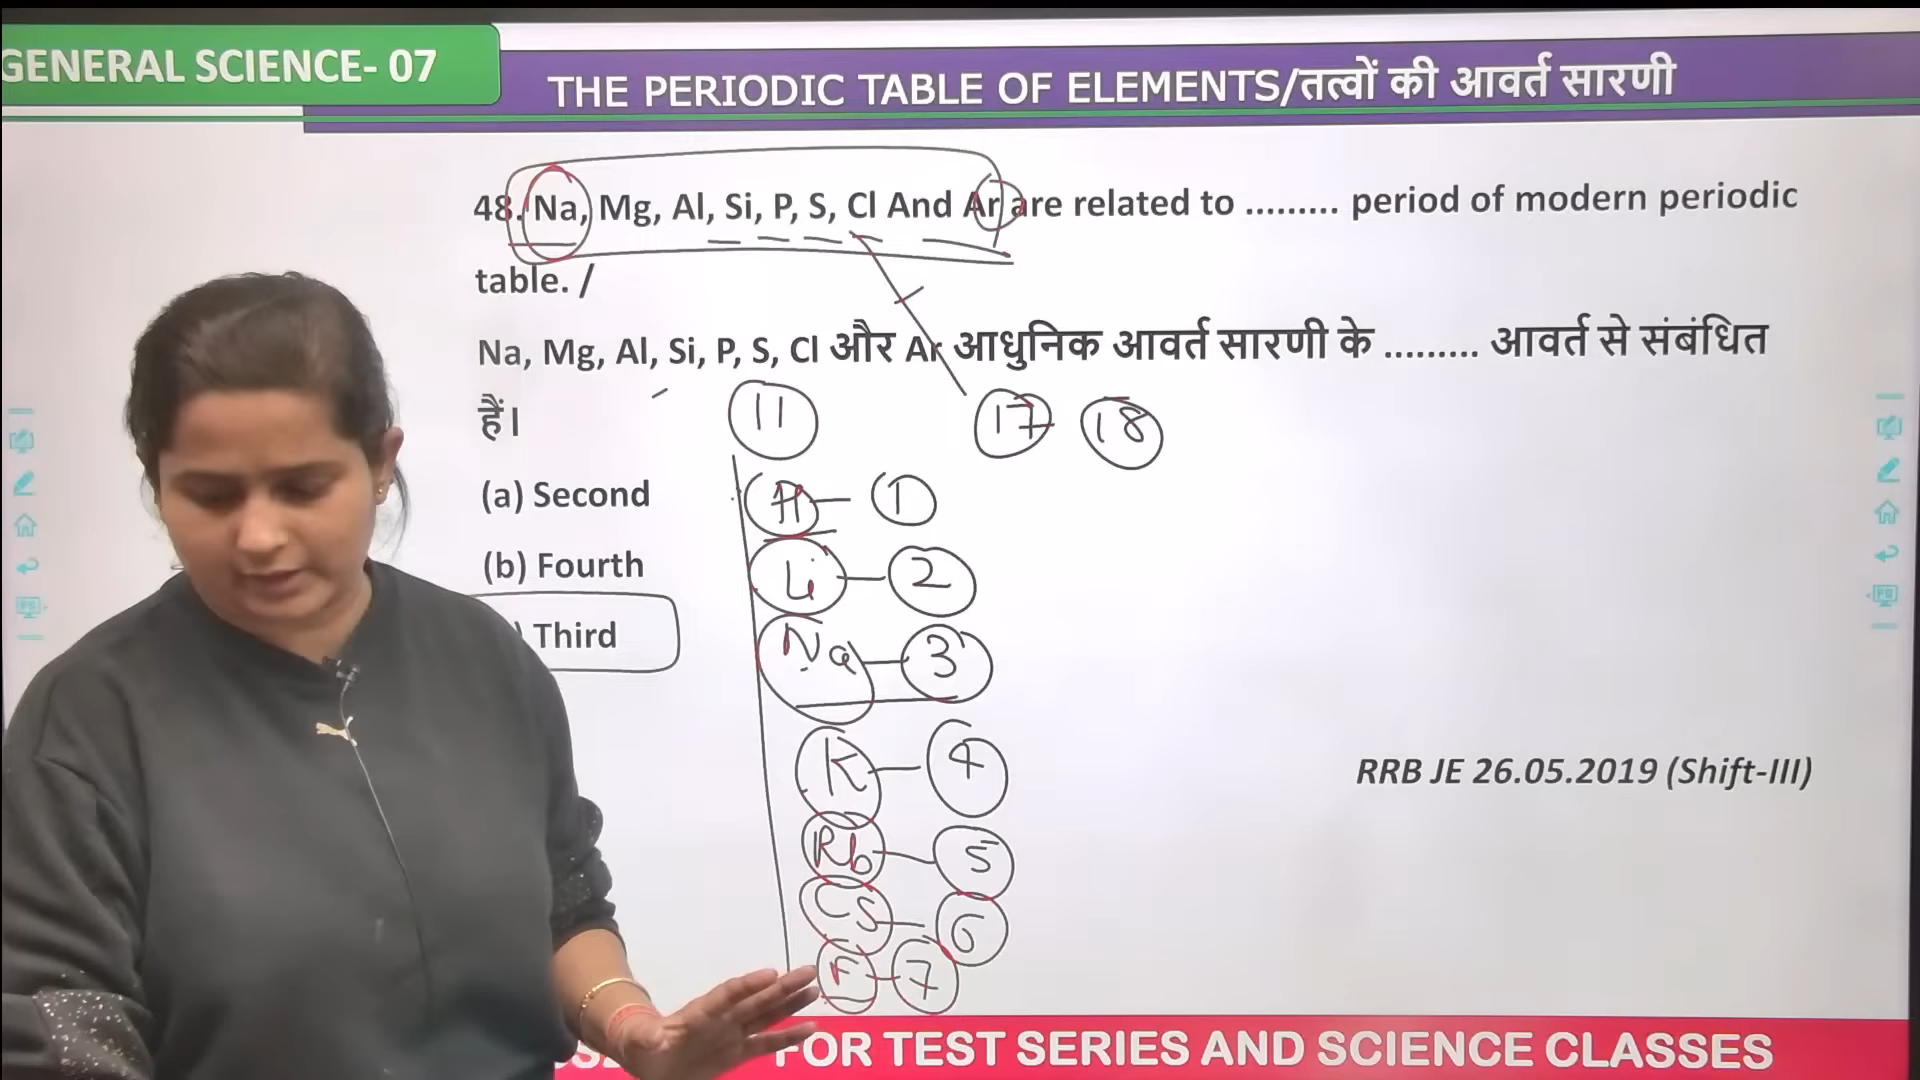 GENERAL SCIENCE- 07
THE PERIODIC TABLE OF ELEMENTS/तत्वों की आवर्त सारणी
48. Na, Mg, Al, Si, P, S, Cl And Ar are related to ......... period of modern periodic
table. /
Na, Mg, Al, Si, P, S, Cl और Ar आधुनिक आवर्त सारणी के ......... आवर्त से संबंधित
हैं।
11 17 18
(a) Second
H - 1
(b) Fourth
Li - 2
) Third
Na - 3
K - 4
RRB JE 26.05.2019 (Shift-III)
Rb - 5
Cs - 6
F - 7
FOR TEST SERIES AND SCIENCE CLASSES